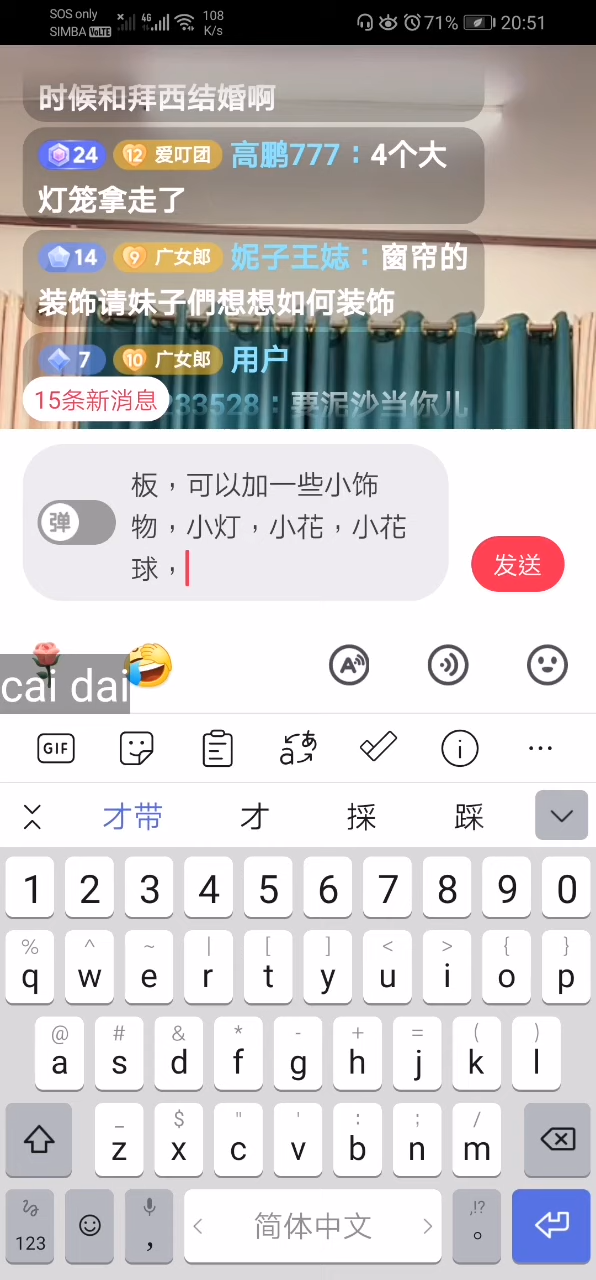 SOS only
SIMBA VoLTE
4G
108
K/s
71%
20:51
时候和拜西结婚啊
24 12 爱叮团 高鹏777：4个大
灯笼拿走了
14 9 广女郎 妮子王娡：窗帘的
装饰请妹子們想想如何装饰
7 10 广女郎 用户
15条新消息
233528：要泥沙当你儿
板，可以加一些小饰
弹
物，小灯，小花，小花
球，
发送
cai dai
GIF
才带 才 採 踩
1 2 3 4 5 6 7 8 9 0
% ^ ~ | [ ] < > { }
q w e r t y u i o p
@ # & * - + = ( )
a s d f g h j k l
_ $ " ' : ; /
z x c v b n m
123 ， < 简体中文 > ,!? 。